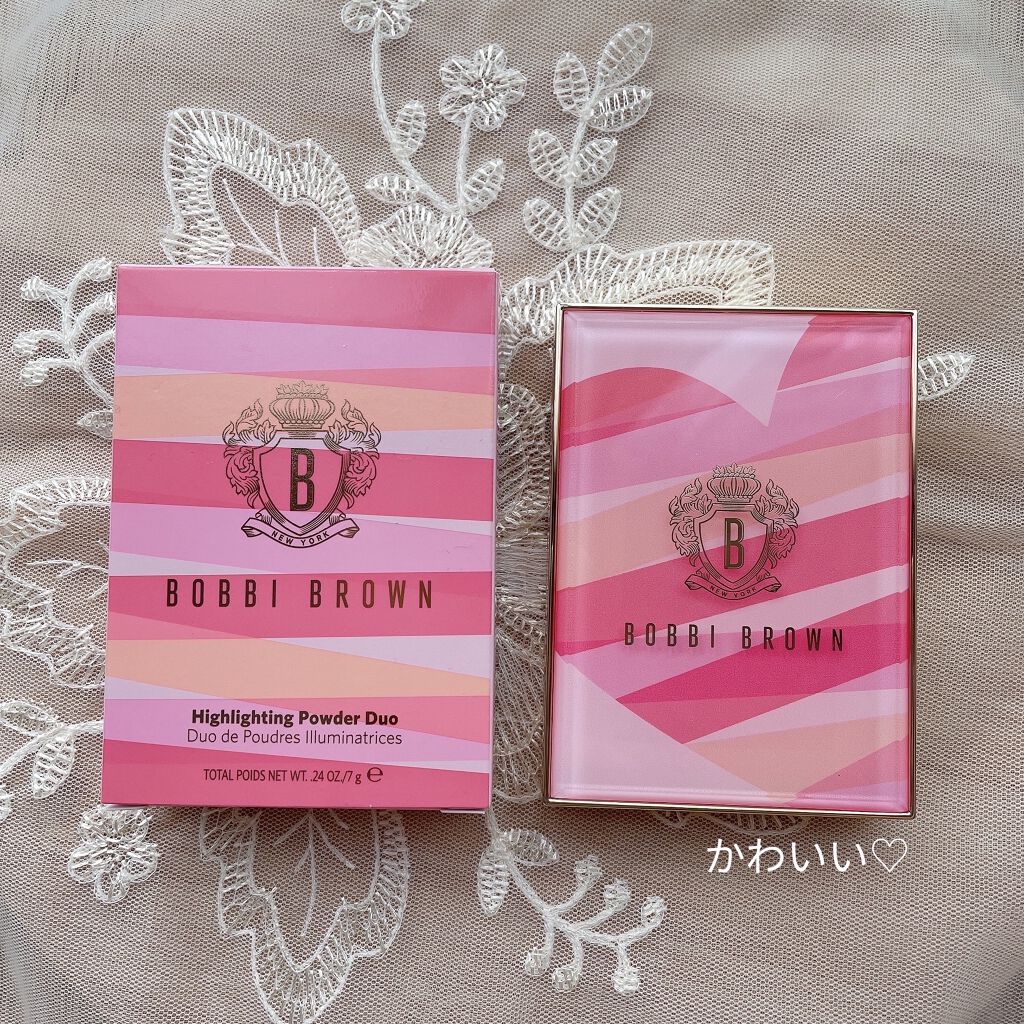 B
NEW YORK
BOBBI BROWN
Highlighting Powder Duo
Duo de Poudres Illuminatrices
TOTAL POIDS NET WT. .24 OZ./7 g ℮
B
NEW YORK
BOBBI BROWN
かわいい♡